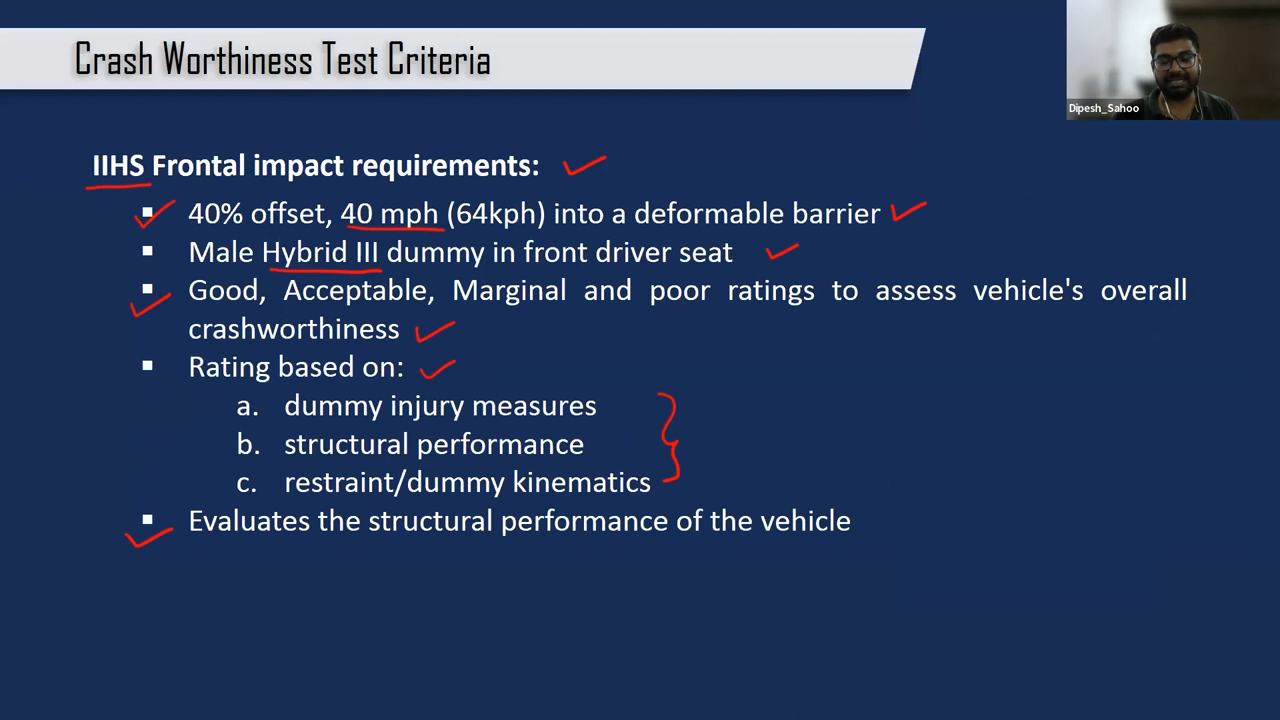 Crash Worthiness Test Criteria
Dipesh_Sahoo
IIHS Frontal impact requirements:
▪ 40% offset, 40 mph (64kph) into a deformable barrier
▪ Male Hybrid III dummy in front driver seat
▪ Good, Acceptable, Marginal and poor ratings to assess vehicle's overall
crashworthiness
▪ Rating based on:
a. dummy injury measures
b. structural performance
c. restraint/dummy kinematics
▪ Evaluates the structural performance of the vehicle